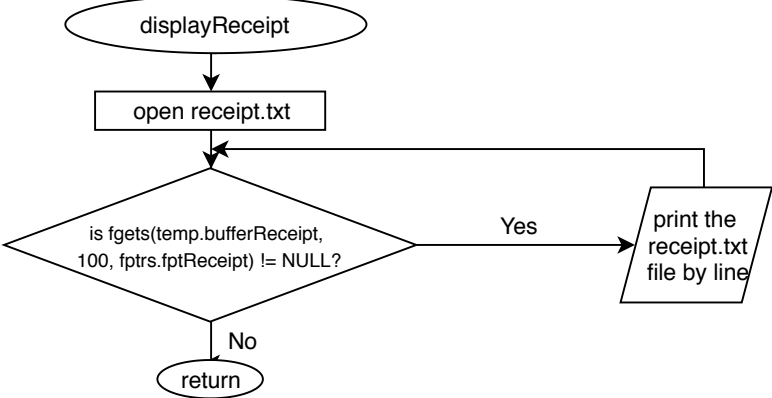 displayReceipt
open receipt.txt
is fgets(temp.bufferReceipt,
100, fptrs.fptReceipt) != NULL?
Yes
print the
receipt.txt
file by line
No
return